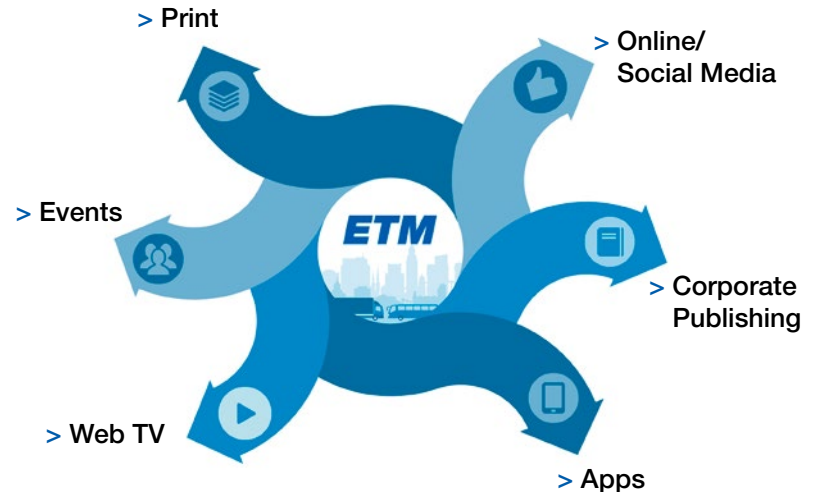 > Print
> Online/
Social Media
> Events
ETM
> Corporate
Publishing
> Web TV
> Apps